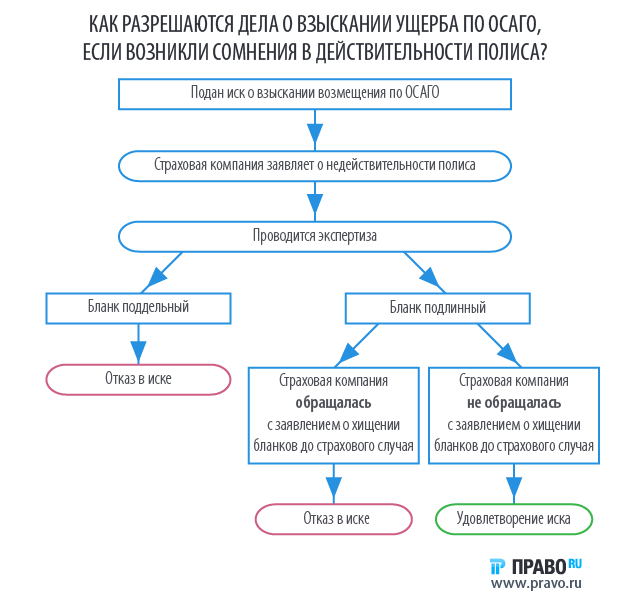 КАК РАЗРЕШАЮТСЯ ДЕЛА О ВЗЫСКАНИИ УЩЕРБА ПО ОСАГО,
ЕСЛИ ВОЗНИКЛИ СОМНЕНИЯ В ДЕЙСТВИТЕЛЬНОСТИ ПОЛИСА?
Подан иск о взыскании возмещения по ОСАГО
Страховая компания заявляет о недействительности полиса
Проводится экспертиза
Бланк поддельный
Бланк подлинный
Отказ в иске
Страховая компания
обращалась
с заявлением о хищении
бланков до страхового случая
Страховая компания
не обращалась
с заявлением о хищении
бланков до страхового случая
Отказ в иске
Удовлетворение иска
ПРАВО RU
www.pravo.ru